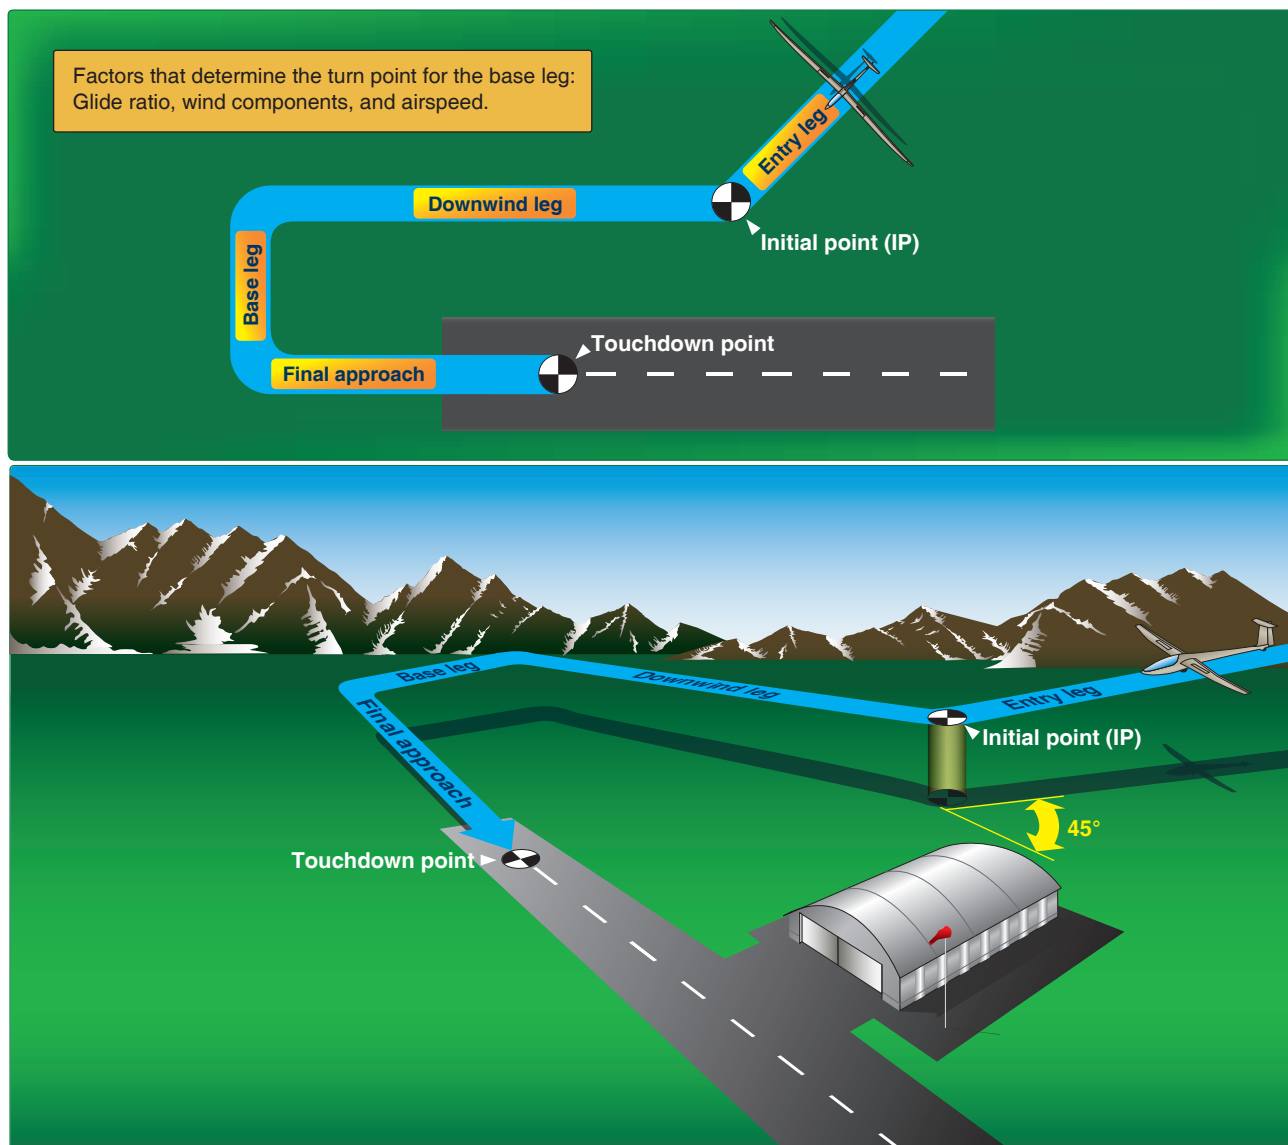 Factors that determine the turn point for the base leg:
Glide ratio, wind components, and airspeed.
Entry leg
Downwind leg
Initial point (IP)
Base leg
Touchdown point
Final approach
Base leg
Downwind leg
Entry leg
Initial point (IP)
Final approach
45°
Touchdown point